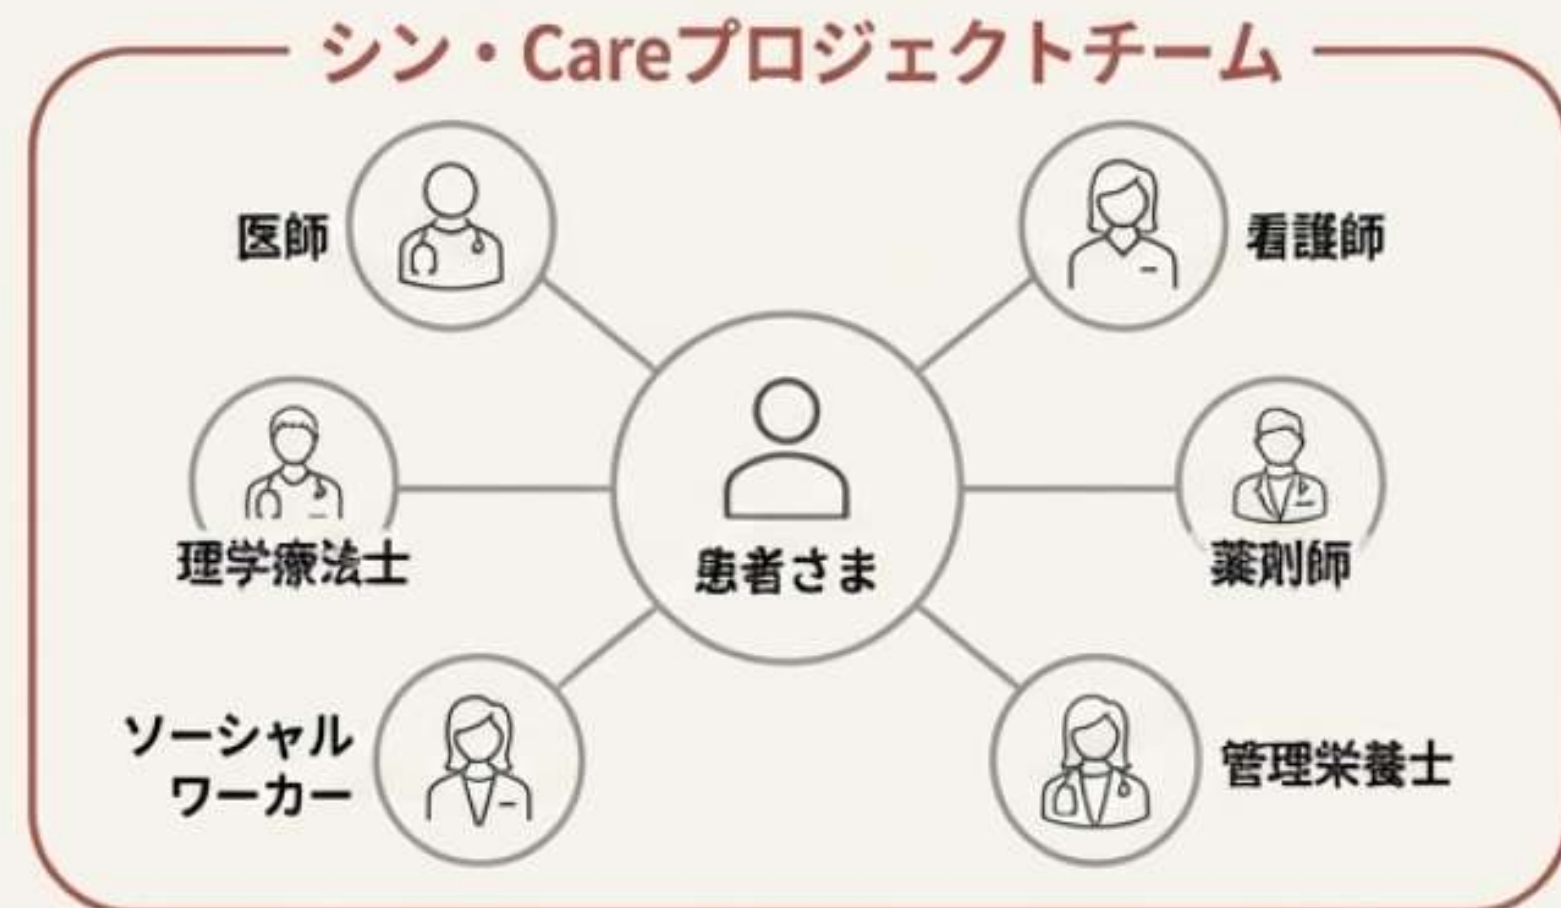 シン・Careプロジェクトチーム
医師
看護師
理学療法士
患者さま
薬剤師
ソーシャル
ワーカー
管理栄養士